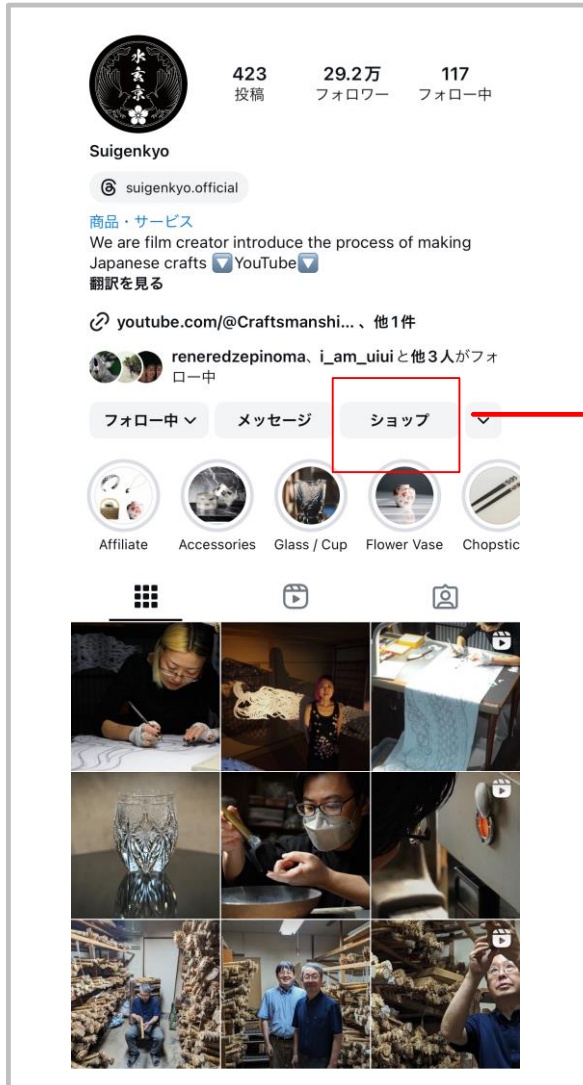 水玄京
423
29.2万
117
投稿
フォロワー
フォロー中
Suigenkyo
suigenkyo.official
商品・サービス
We are film creator introduce the process of making
Japanese crafts 🔽YouTube🔽
翻訳を見る
youtube.com/@Craftsmanshi... 、他1件
reneredzepinoma、i_am_uiuiと他3人がフォ
ロー中
フォロー中
メッセージ
ショップ
Affiliate
Accessories
Glass / Cup
Flower Vase
Chopstic